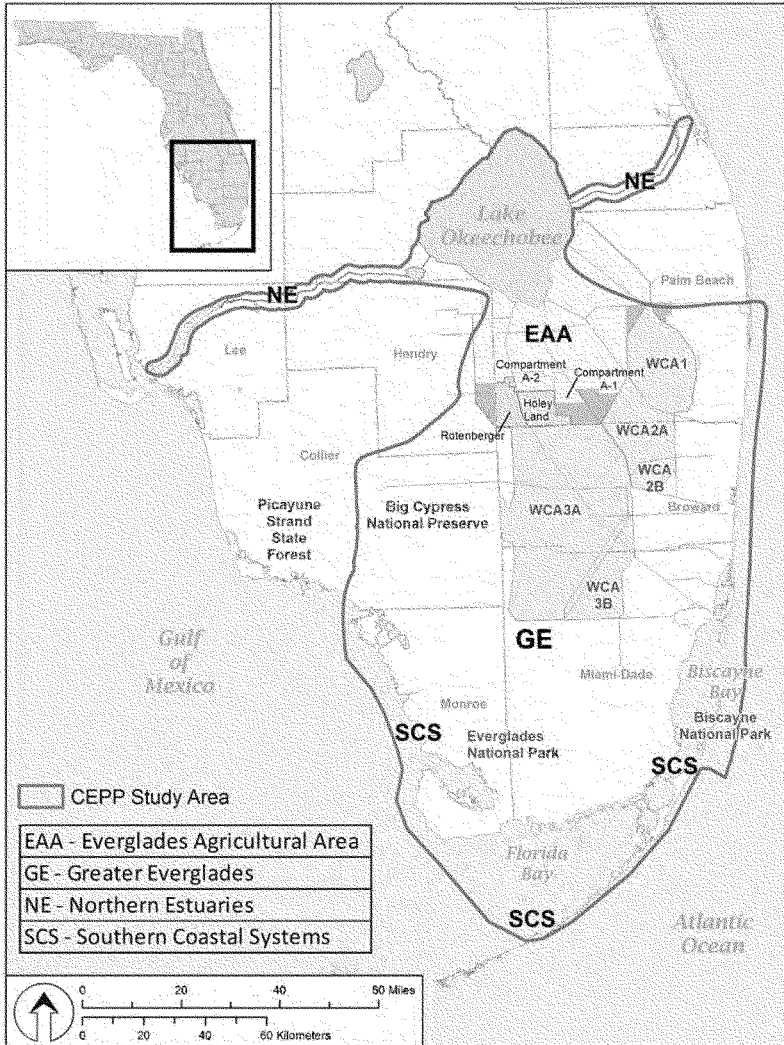 NE
Lake
Okeechobee
Palm Beach
NE
EAA
Lee
Hendry
Compartment
A-2
Compartment
A-1
WCA1
Holey
Land
Rotenberger
WCA2A
Collier
WCA
2B
Picayune
Strand
State
Forest
Big Cypress
National Preserve
WCA3A
Broward
WCA
3B
GE
Gulf
of
Mexico
Miami-Dade
Biscayne
Bay
Monroe
Biscayne
National Park
SCS
Everglades
National Park
SCS
CEPP Study Area
EAA - Everglades Agricultural Area
GE - Greater Everglades
NE - Northern Estuaries
SCS - Southern Coastal Systems
Florida
Bay
SCS
Atlantic
Ocean
0 20 40 50 Miles
0 20 40 60 Kilometers